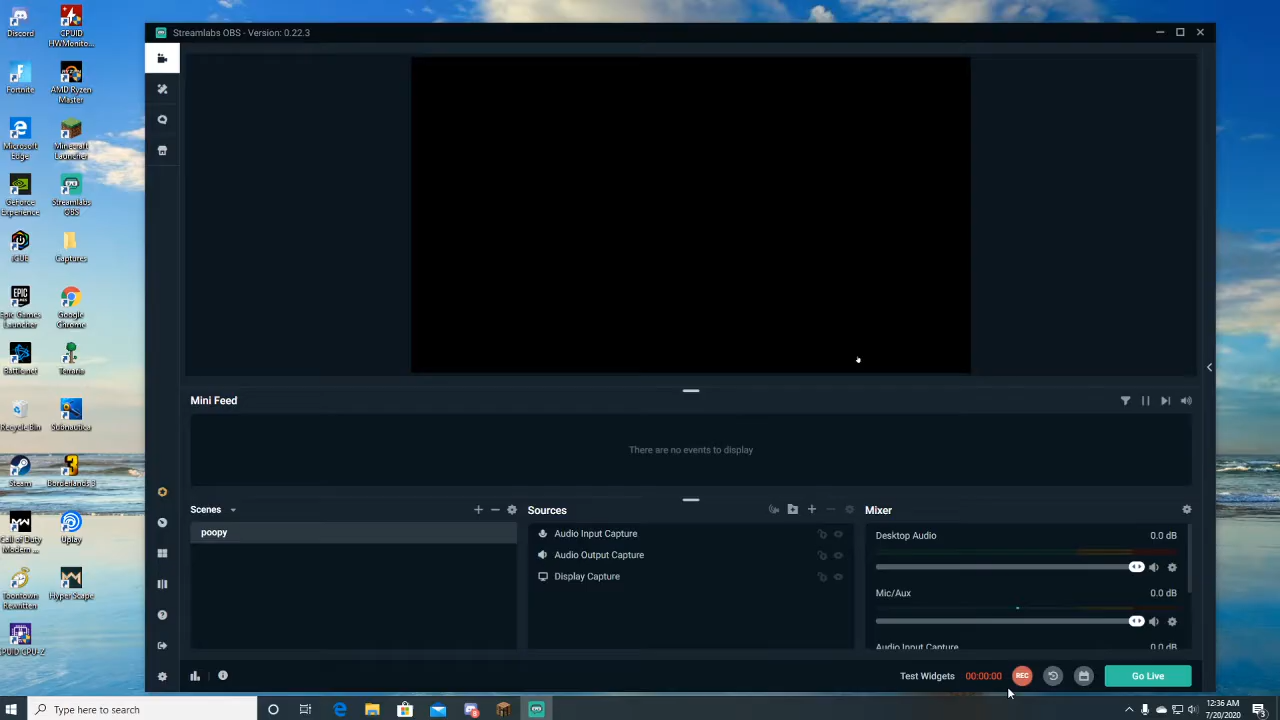 Streamlabs OBS - Version: 0.22.3
Discord
CPUID
HWMonito...
Fortnite
AMD Ryzen
Master
Microsoft
Edge
Minecraft
Launcher
GeForce
Experience
Streamlabs
OBS
iCUE
Captures
Epic Games
Launcher
Google
Chrome
Battle.net
Terraria
Recycle Bin
Subnautica
Steam
Borderlands 3
Call of Duty
Modern ...
Uplay
Toontown
Rewritten
Hyper Scape
CPUID CPU-Z
Mini Feed
There are no events to display
Scenes
poopy
Sources
Audio Input Capture
Audio Output Capture
Display Capture
Mixer
Desktop Audio 0.0 dB
Mic/Aux 0.0 dB
Audio Input Capture 0.0 dB
Test Widgets 00:00:00 REC Go Live
Type here to search
12:36 AM
7/20/2020